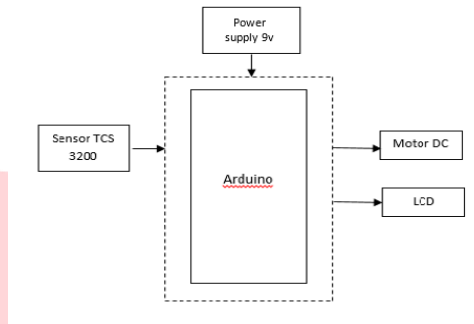 Power
supply 9v
Sensor TCS
3200
Arduino
Motor DC
LCD